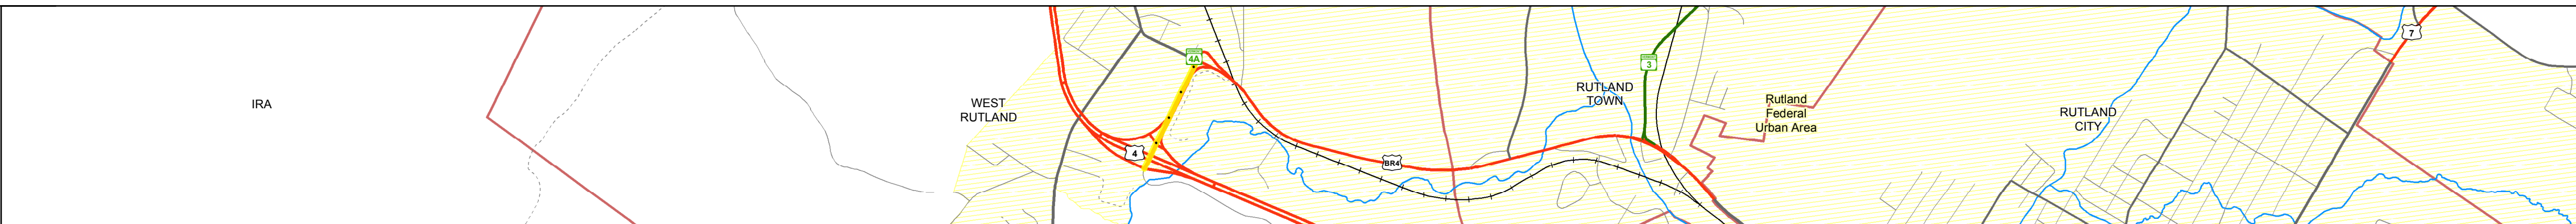 IRA
WEST
RUTLAND
4A
4
BR4
3
RUTLAND
TOWN
Rutland
Federal
Urban Area
RUTLAND
CITY
7